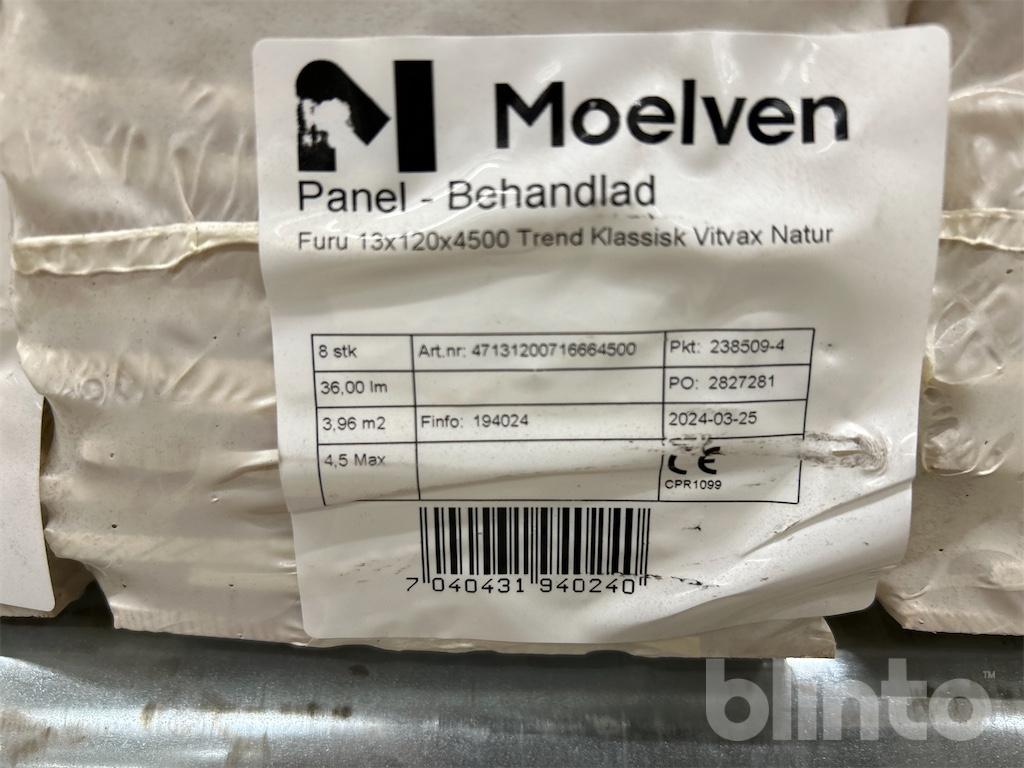 Moelven
Panel - Behandlad
Furu 13x120x4500 Trend Klassisk Vitvax Natur
8 stk Art.nr: 47131200716664500 Pkt: 238509-4
36,00 lm PO: 2827281
3,96 m2 Finfo: 194024 2024-03-25
4,5 Max CE
CPR1099
7 040431 940240
blinto™